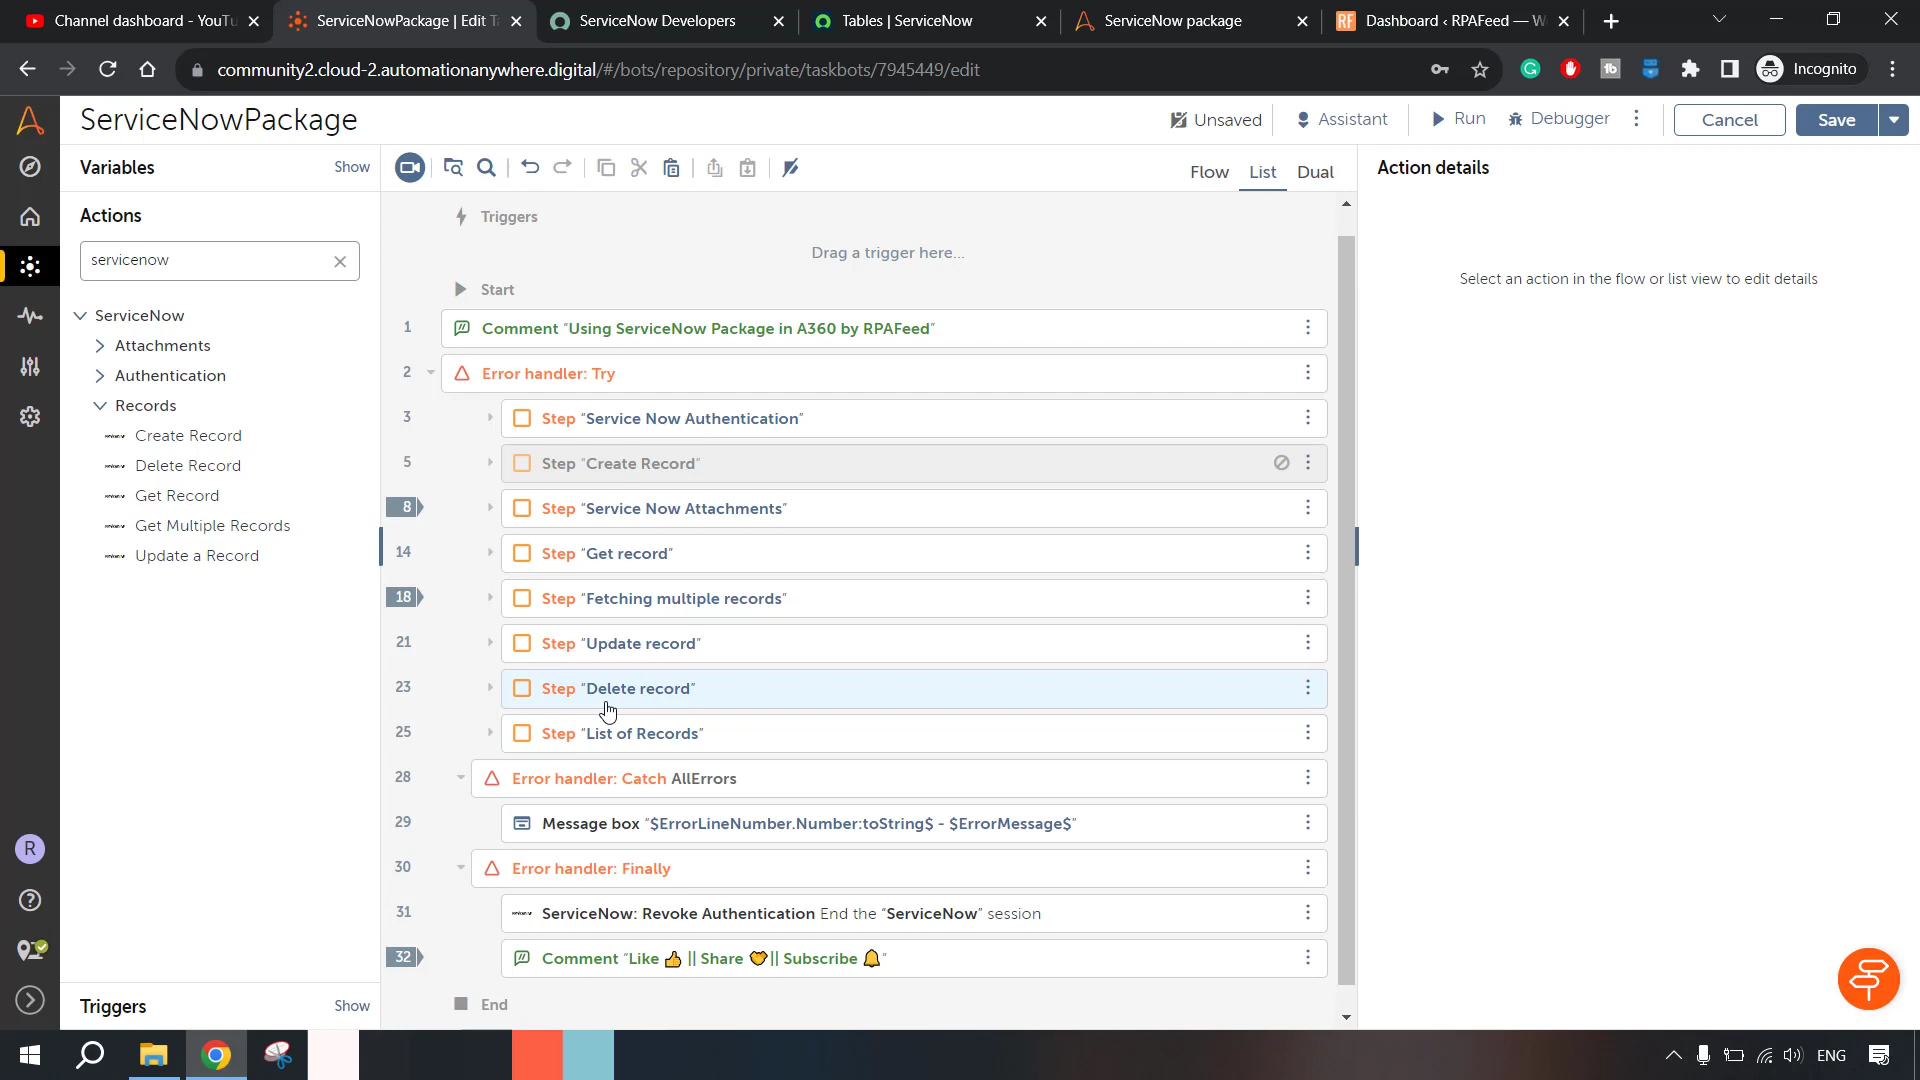 Channel dashboard - YouTu
ServiceNowPackage | Edit T
ServiceNow Developers
Tables | ServiceNow
ServiceNow package
Dashboard ‹ RPAFeed — W
community2.cloud-2.automationanywhere.digital/#/bots/repository/private/taskbots/7945449/edit
Incognito
ServiceNowPackage
Unsaved
Assistant
Run
Debugger
Cancel
Save
Variables
Show
Flow
List
Dual
Action details
Actions
servicenow
Select an action in the flow or list view to edit details
ServiceNow
Attachments
Authentication
Records
Create Record
Delete Record
Get Record
Get Multiple Records
Update a Record
Triggers
Show
Triggers
Drag a trigger here...
Start
1 Comment "Using ServiceNow Package in A360 by RPAFeed"
2 Error handler: Try
3 Step "Service Now Authentication"
5 Step "Create Record"
8 Step "Service Now Attachments"
14 Step "Get record"
18 Step "Fetching multiple records"
21 Step "Update record"
23 Step "Delete record"
25 Step "List of Records"
28 Error handler: Catch AllErrors
29 Message box "$ErrorLineNumber.Number:toString$ - $ErrorMessage$"
30 Error handler: Finally
31 ServiceNow: Revoke Authentication End the "ServiceNow" session
32 Comment "Like 👍 || Share 🤝 || Subscribe 🔔"
End
R
ENG